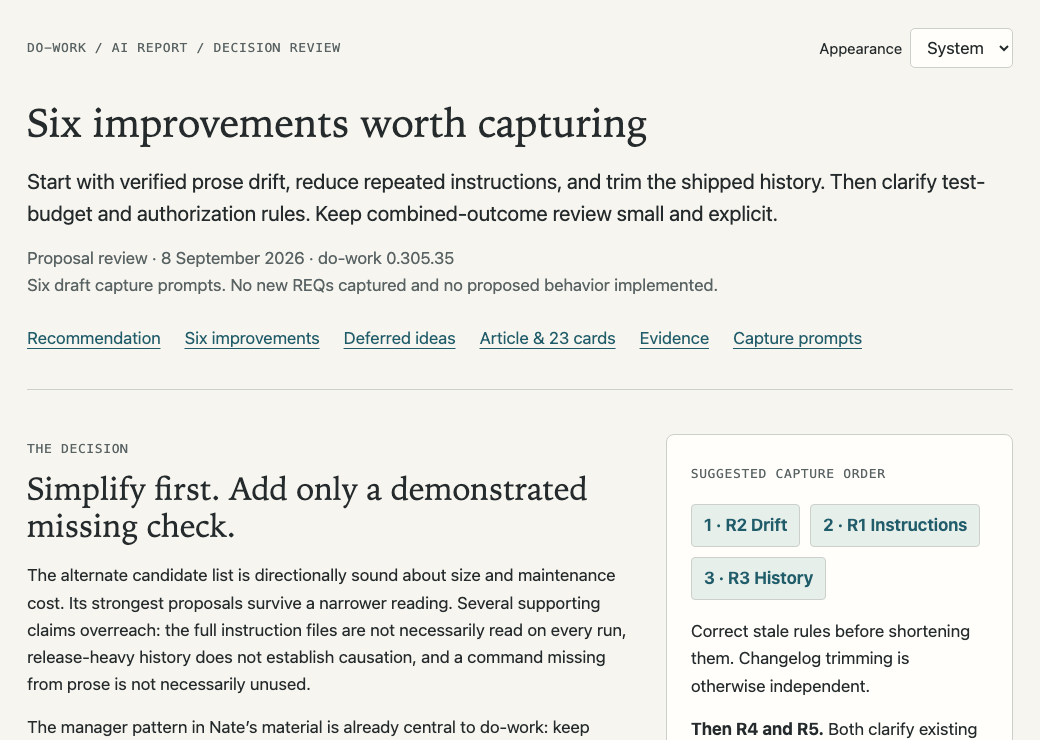 DO-WORK / AI REPORT / DECISION REVIEW
Appearance
System
Six improvements worth capturing
Start with verified prose drift, reduce repeated instructions, and trim the shipped history. Then clarify test-
budget and authorization rules. Keep combined-outcome review small and explicit.
Proposal review · 8 September 2026 · do-work 0.305.35
Six draft capture prompts. No new REQs captured and no proposed behavior implemented.
Recommendation Six improvements Deferred ideas Article & 23 cards Evidence Capture prompts
THE DECISION
Simplify first. Add only a demonstrated
missing check.
The alternate candidate list is directionally sound about size and maintenance
cost. Its strongest proposals survive a narrower reading. Several supporting
claims overreach: the full instruction files are not necessarily read on every run,
release-heavy history does not establish causation, and a command missing
from prose is not necessarily unused.
The manager pattern in Nate’s material is already central to do-work: keep
SUGGESTED CAPTURE ORDER
1 · R2 Drift
2 · R1 Instructions
3 · R3 History
Correct stale rules before shortening
them. Changelog trimming is
otherwise independent.
Then R4 and R5. Both clarify existing